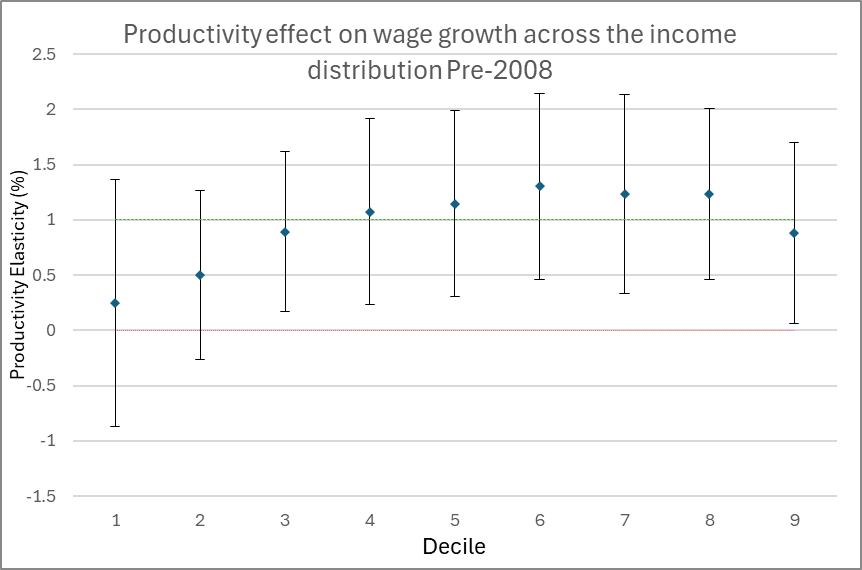 Productivity effect on wage growth across the income
distribution Pre-2008
2.5
2
1.5
1
0.5
0
-0.5
-1
-1.5
Productivity Elasticity (%)
1 2 3 4 5 6 7 8 9
Decile